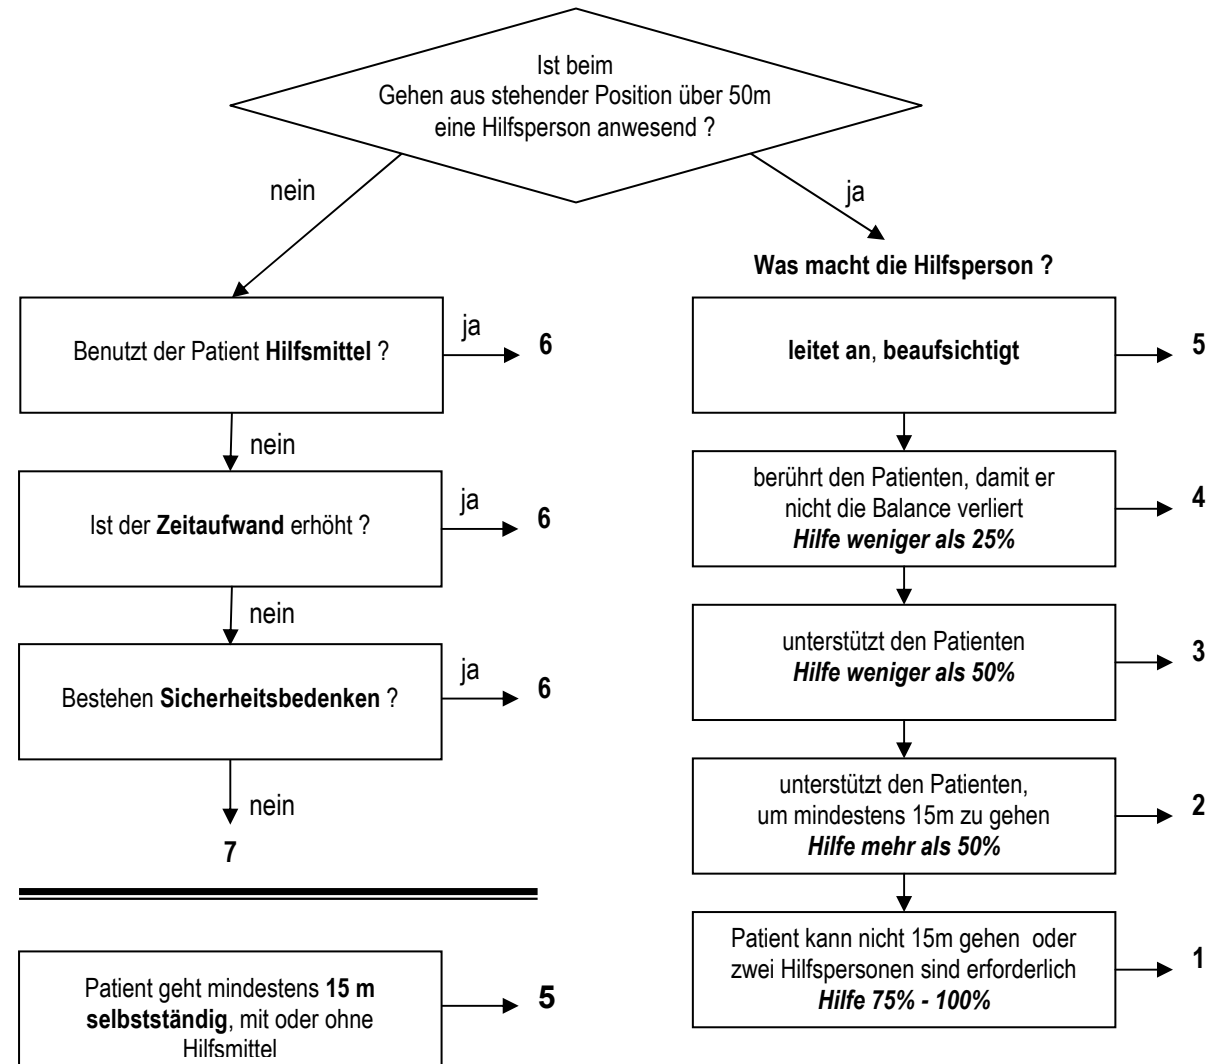 Ist beim
Gehen aus stehender Position über 50m
eine Hilfsperson anwesend ?
nein
ja
Was macht die Hilfsperson ?
Benutzt der Patient Hilfsmittel ?
ja
6
nein
Ist der Zeitaufwand erhöht ?
ja
6
nein
Bestehen Sicherheitsbedenken ?
ja
6
nein
7
Patient geht mindestens 15 m
selbstständig, mit oder ohne
Hilfsmittel
5
leitet an, beaufsichtigt
5
berührt den Patienten, damit er
nicht die Balance verliert
Hilfe weniger als 25%
4
unterstützt den Patienten
Hilfe weniger als 50%
3
unterstützt den Patienten,
um mindestens 15m zu gehen
Hilfe mehr als 50%
2
Patient kann nicht 15m gehen oder
zwei Hilfspersonen sind erforderlich
Hilfe 75% - 100%
1